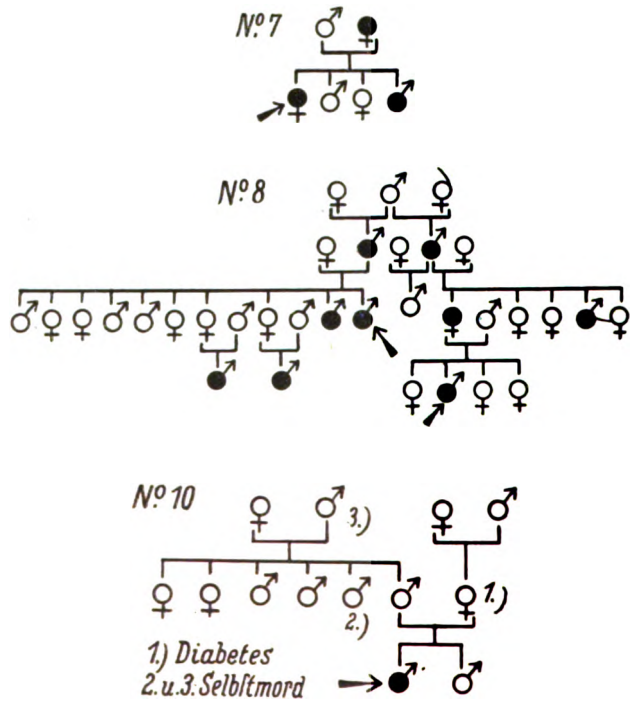 Nº 7
Nº 8
Nº 10
3.)
1.)
2.)
1.) Diabetes
2. u. 3. Selbſtmord